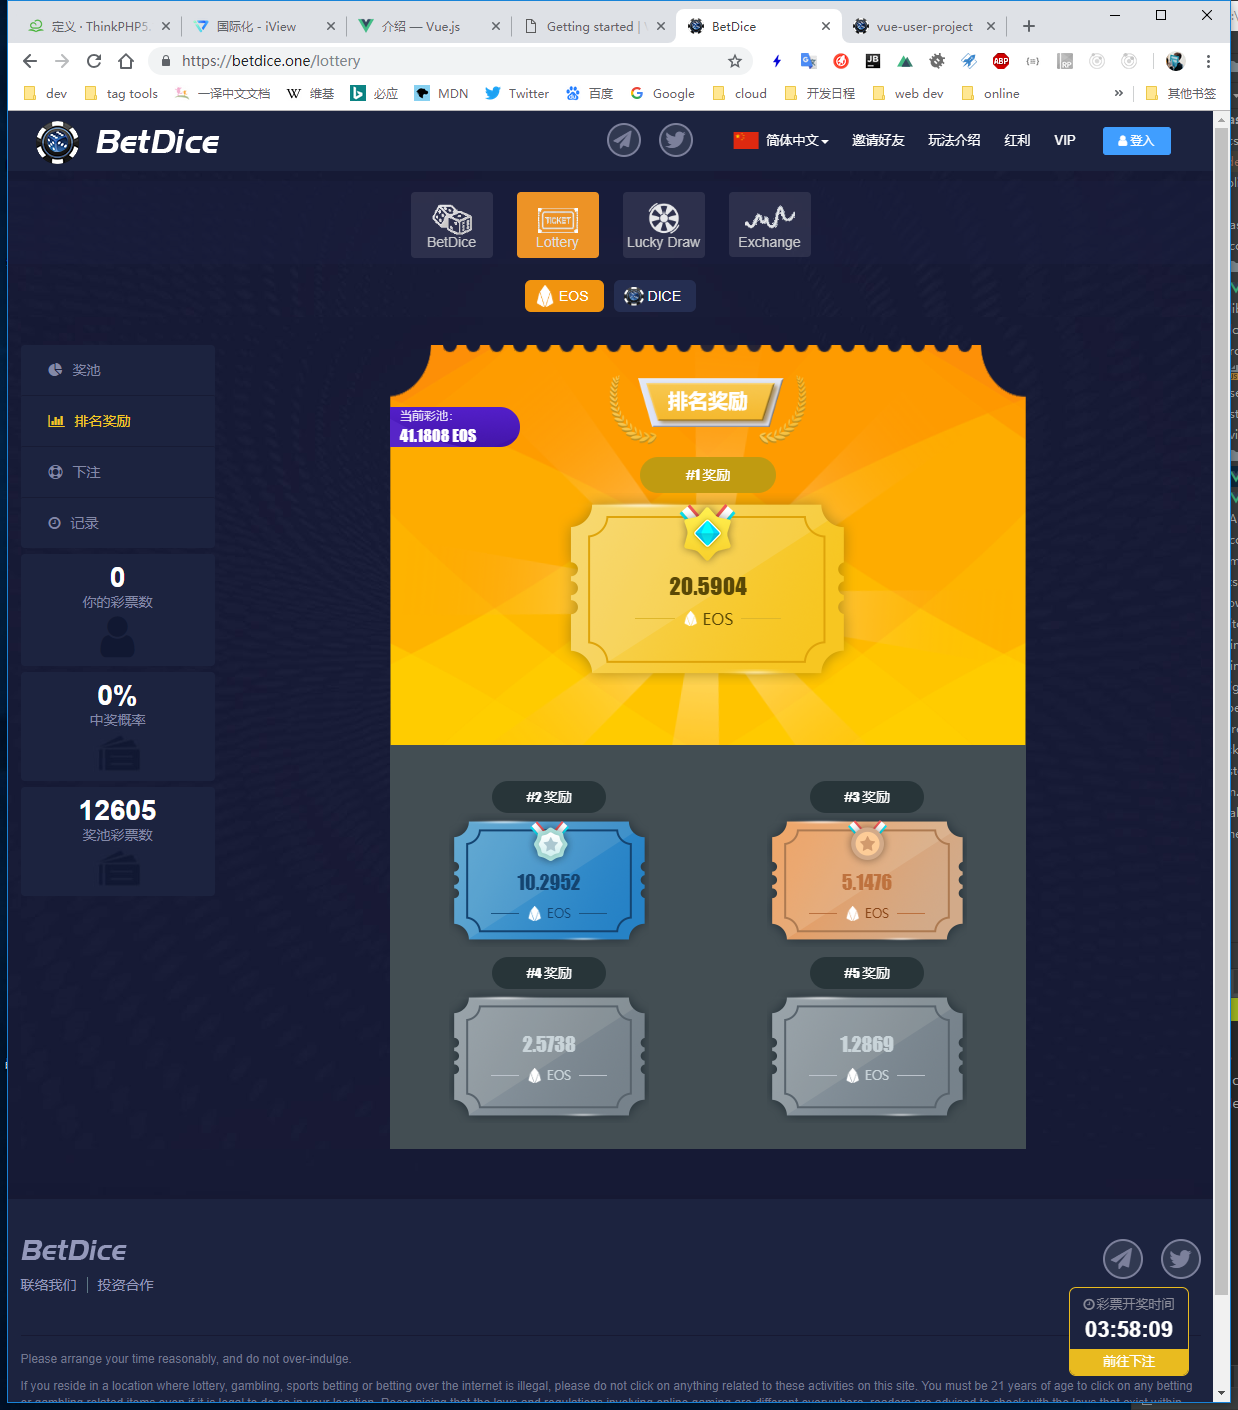 定义 · ThinkPHP5.
国际化 - iView
介绍 — Vue.js
Getting started |
BetDice
vue-user-project
https://betdice.one/lottery
dev
tag tools
一译中文文档
维基
必应
MDN
Twitter
百度
Google
cloud
开发日程
web dev
online
其他书签
BetDice
简体中文
邀请好友
玩法介绍
红利
VIP
登入
BetDice
TICKET
Lottery
Lucky Draw
Exchange
EOS
DICE
奖池
排名奖励
下注
记录
0
你的彩票数
0%
中奖概率
12605
奖池彩票数
排名奖励
当前彩池：
41.1808 EOS
#1 奖励
20.5904
EOS
#2 奖励
10.2952
EOS
#3 奖励
5.1476
EOS
#4 奖励
2.5738
EOS
#5 奖励
1.2869
EOS
BetDice
联络我们
投资合作
彩票开奖时间
03:58:09
前往下注
Please arrange your time reasonably, and do not over-indulge.
If you reside in a location where lottery, gambling, sports betting or betting over the internet is illegal, please do not click on anything related to these activities on this site. You must be 21 years of age to click on any betting